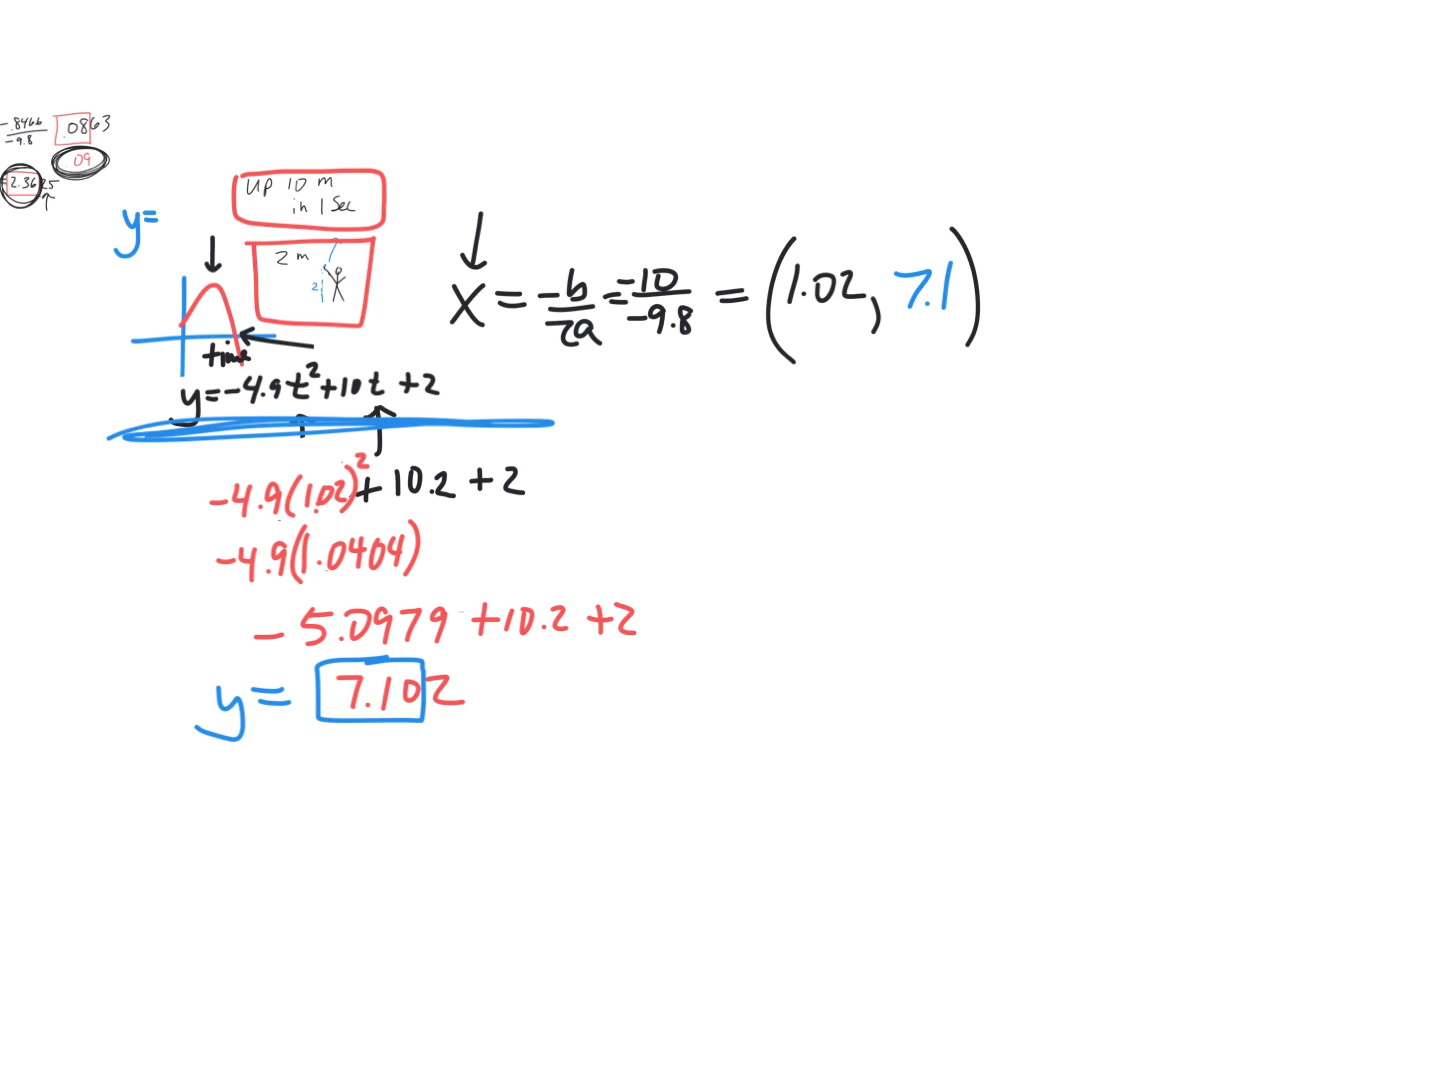 -.8466 .0863
-9.8
09
= 2.3625
y=
UP 10 m
in 1 Sec
2 m
2
time
y=-4.9t²+10t+2
X = -b/2a = -10/-9.8 = (1.02, 7.1)
-4.9(1.02)²+10.2+2
-4.9(1.0404)
-5.0979+10.2+2
y= 7.102